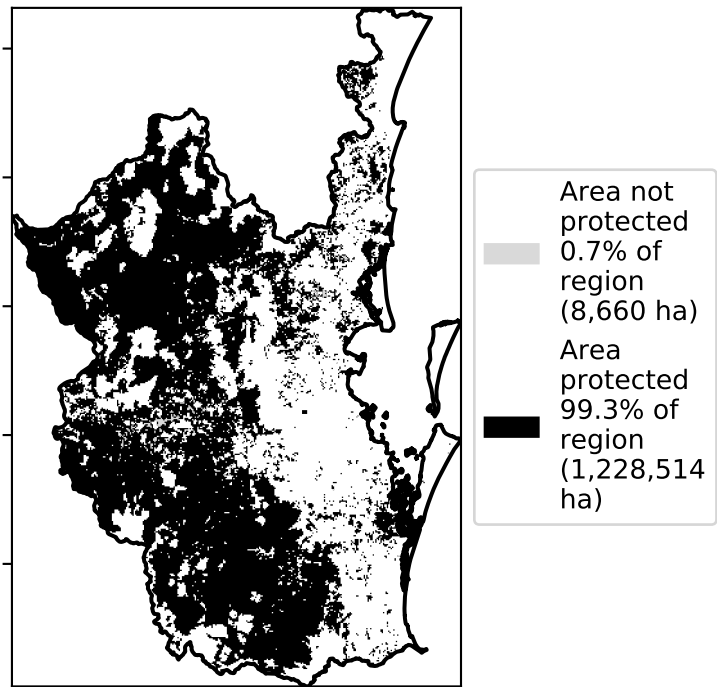 Area not
protected
0.7% of
region
(8,660 ha)
Area
protected
99.3% of
region
(1,228,514
ha)